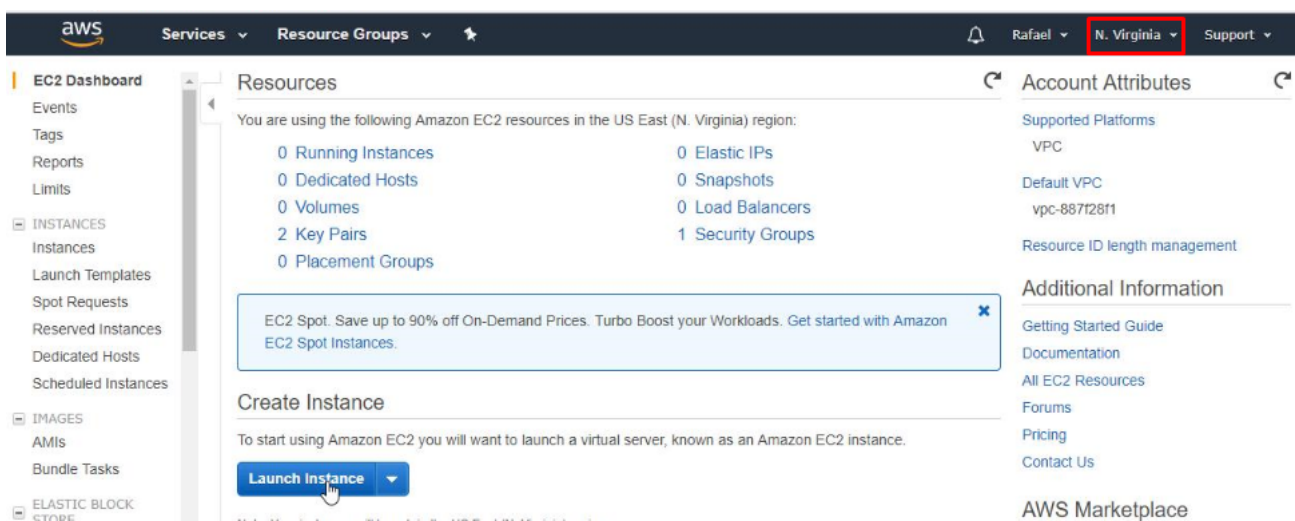 aws
Services
Resource Groups
Rafael
N. Virginia
Support
EC2 Dashboard
Events
Tags
Reports
Limits
INSTANCES
Instances
Launch Templates
Spot Requests
Reserved Instances
Dedicated Hosts
Scheduled Instances
IMAGES
AMIs
Bundle Tasks
ELASTIC BLOCK
STORE
Resources
You are using the following Amazon EC2 resources in the US East (N. Virginia) region:
0 Running Instances
0 Elastic IPs
0 Dedicated Hosts
0 Snapshots
0 Volumes
0 Load Balancers
2 Key Pairs
1 Security Groups
0 Placement Groups
EC2 Spot. Save up to 90% off On-Demand Prices. Turbo Boost your Workloads. Get started with Amazon
EC2 Spot Instances.
Create Instance
To start using Amazon EC2 you will want to launch a virtual server, known as an Amazon EC2 instance.
Launch Instance
Account Attributes
Supported Platforms
VPC
Default VPC
vpc-887f28f1
Resource ID length management
Additional Information
Getting Started Guide
Documentation
All EC2 Resources
Forums
Pricing
Contact Us
AWS Marketplace